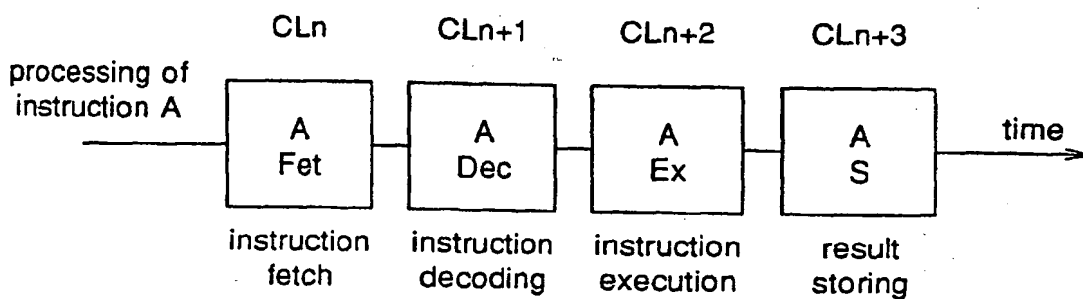 CLn CLn+1 CLn+2 CLn+3
processing of
instruction A
A A A A
Fet Dec Ex S
time
instruction instruction instruction result
fetch decoding execution storing